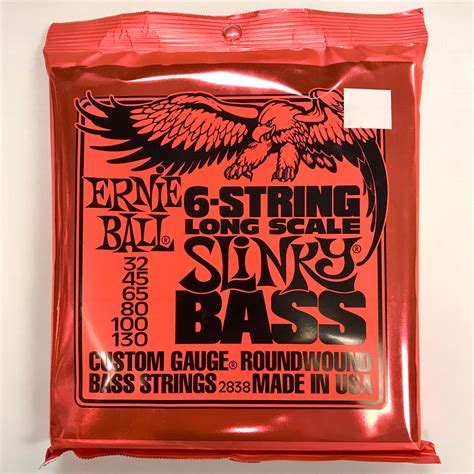 ERNIE
BALL®
6-STRING
LONG SCALE
SLINKY®
BASS
32
45
65
80
100
130
CUSTOM GAUGE® ROUNDWOUND
BASS STRINGS 2838 MADE IN USA